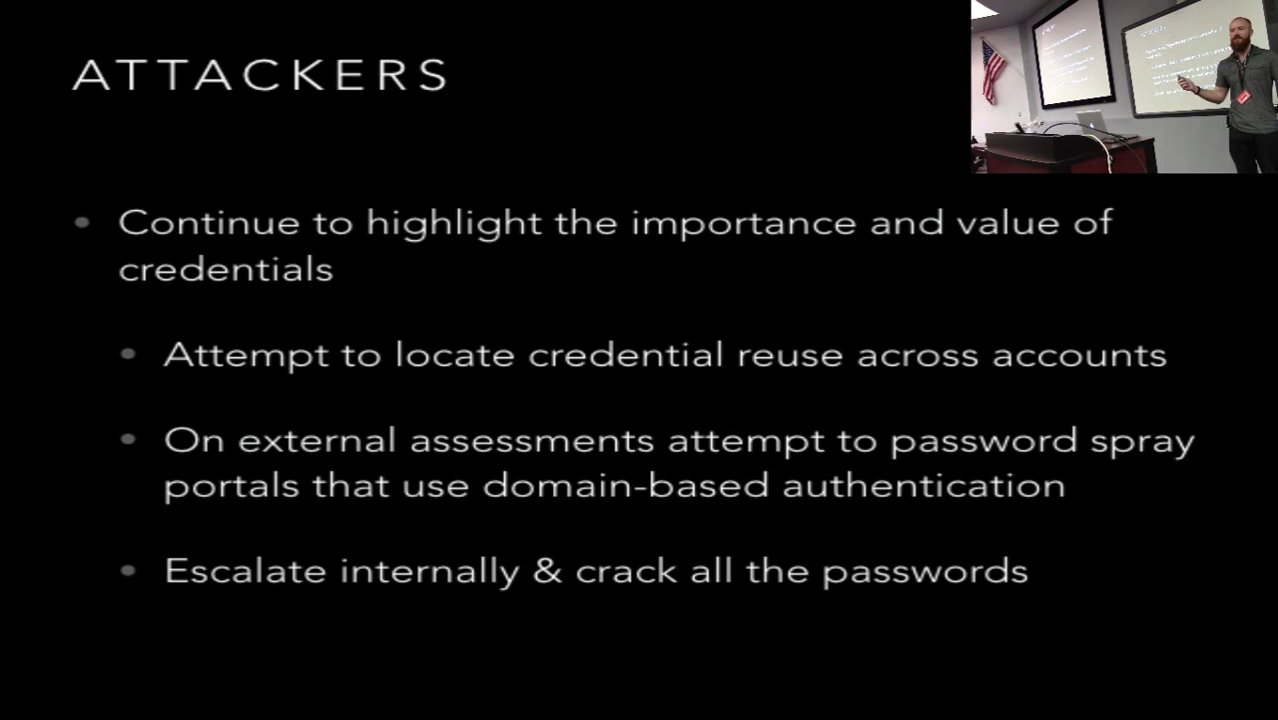 ATTACKERS
Continue to highlight the importance and value of
credentials
Attempt to locate credential reuse across accounts
On external assessments attempt to password spray
portals that use domain-based authentication
Escalate internally & crack all the passwords